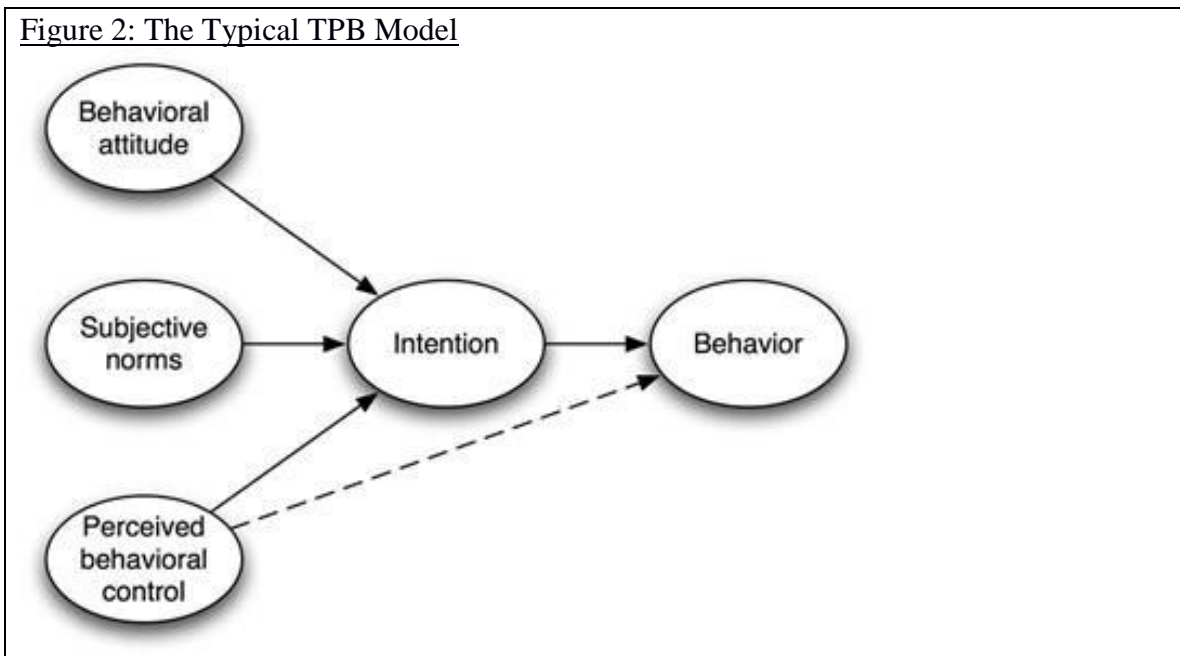 Figure 2: The Typical TPB Model
Behavioral
attitude
Subjective
norms
Intention
Behavior
Perceived
behavioral
control